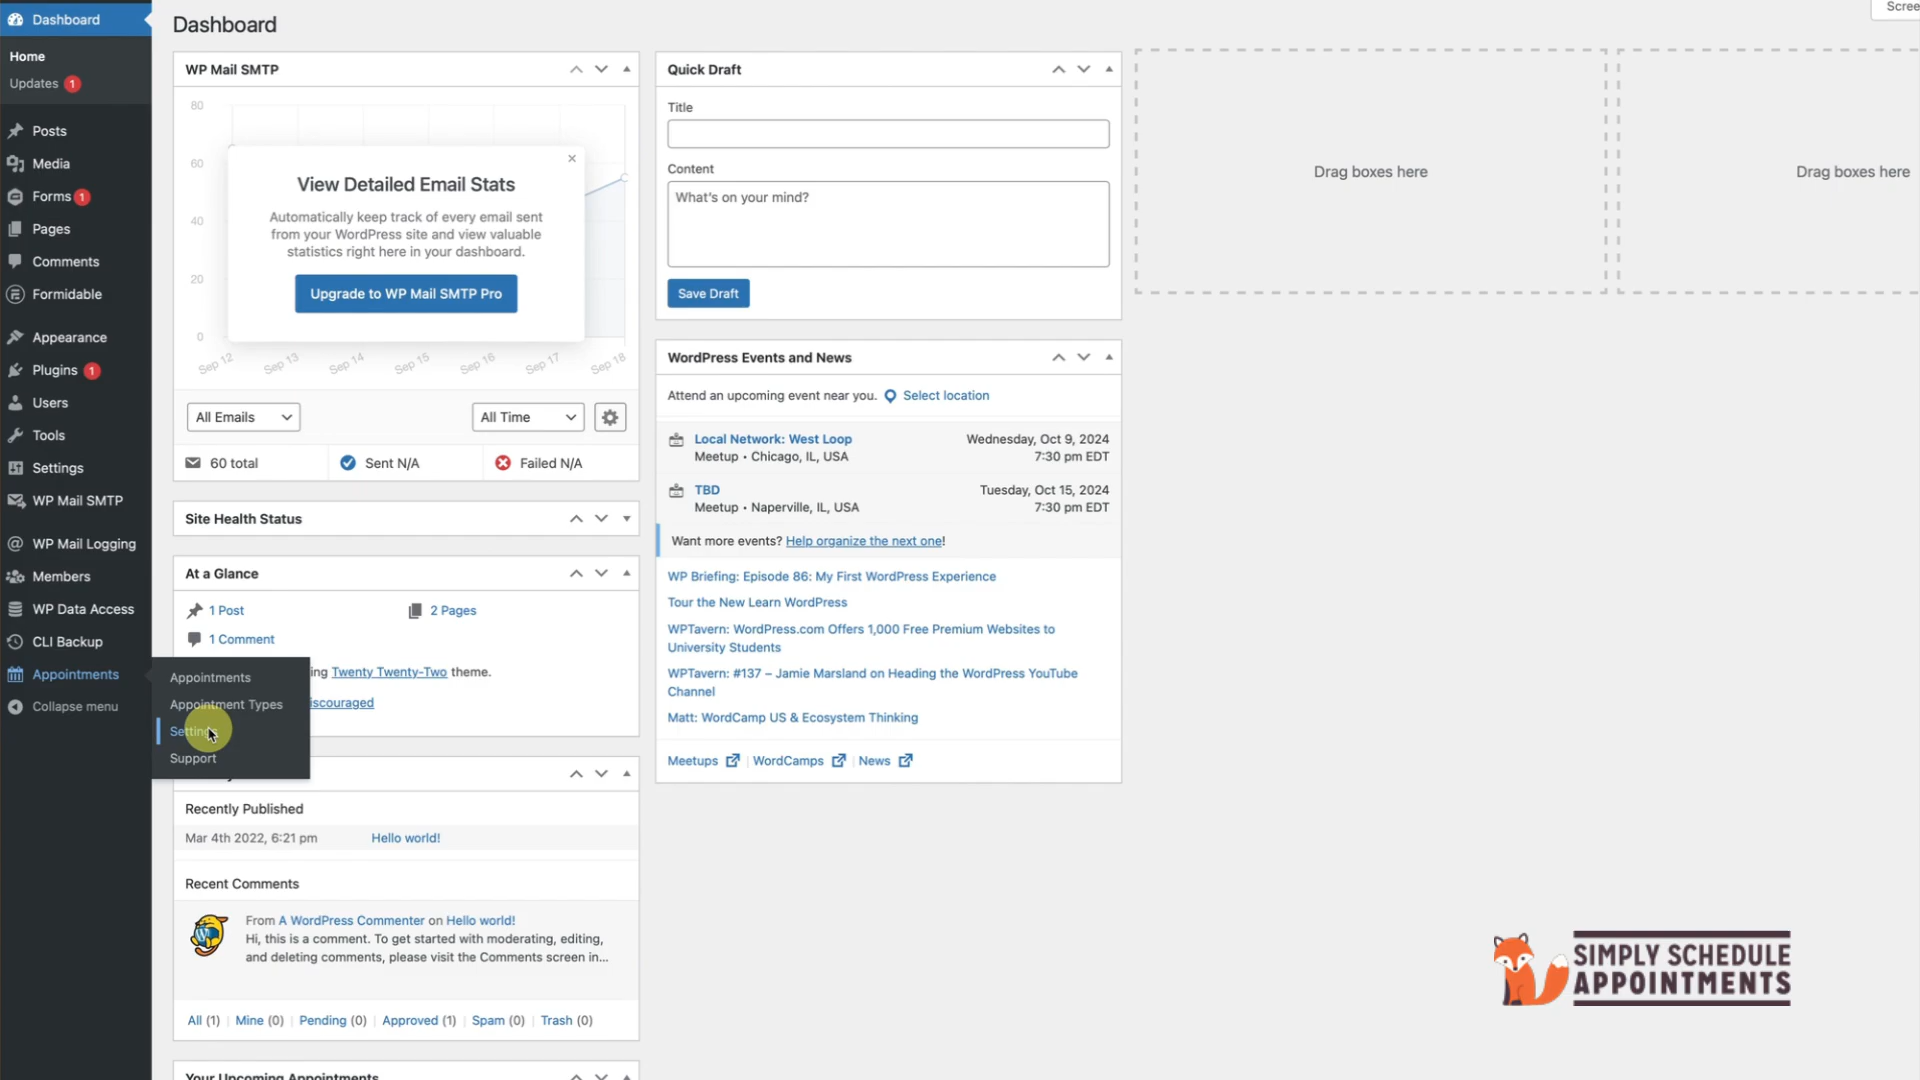 Dashboard
Home
Updates 1
Posts
Media
Forms 1
Pages
Comments
Formidable
Appearance
Plugins 1
Users
Tools
Settings
WP Mail SMTP
WP Mail Logging
Members
WP Data Access
CLI Backup
Appointments
Collapse menu
Appointments
Appointment Types
Settings
Support
Dashboard
WP Mail SMTP
80
60
40
20
0
Sep 12 Sep 13 Sep 14 Sep 15 Sep 16 Sep 17 Sep 18
View Detailed Email Stats
Automatically keep track of every email sent
from your WordPress site and view valuable
statistics right here in your dashboard.
Upgrade to WP Mail SMTP Pro
All Emails
All Time
60 total
Sent N/A
Failed N/A
Site Health Status
At a Glance
1 Post
2 Pages
1 Comment
ing Twenty Twenty-Two theme.
iscouraged
Recently Published
Mar 4th 2022, 6:21 pm Hello world!
Recent Comments
From A WordPress Commenter on Hello world!
Hi, this is a comment. To get started with moderating, editing,
and deleting comments, please visit the Comments screen in...
All (1) | Mine (0) | Pending (0) | Approved (1) | Spam (0) | Trash (0)
Your Upcoming Appointments
Quick Draft
Title
Content
What's on your mind?
Save Draft
WordPress Events and News
Attend an upcoming event near you. Select location
Local Network: West Loop Wednesday, Oct 9, 2024
Meetup • Chicago, IL, USA 7:30 pm EDT
TBD Tuesday, Oct 15, 2024
Meetup • Naperville, IL, USA 7:30 pm EDT
Want more events? Help organize the next one!
WP Briefing: Episode 86: My First WordPress Experience
Tour the New Learn WordPress
WPTavern: WordPress.com Offers 1,000 Free Premium Websites to
University Students
WPTavern: #137 – Jamie Marsland on Heading the WordPress YouTube
Channel
Matt: WordCamp US & Ecosystem Thinking
Meetups | WordCamps | News
Drag boxes here
Drag boxes here
Scree
SIMPLY SCHEDULE
APPOINTMENTS